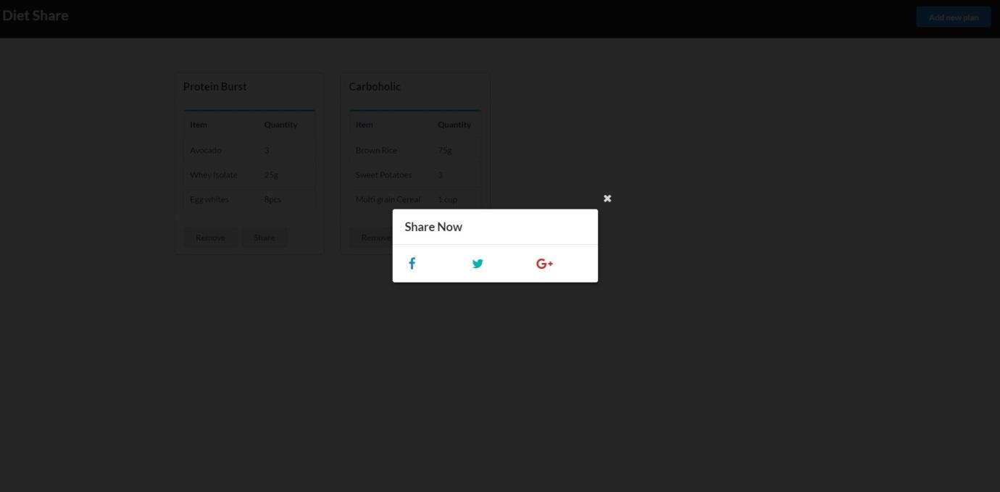 Diet Share
Add new plan
Protein Burst
Item Quantity
Avocado 3
Whey Isolate 25g
Egg whites 8pcs
Remove Share
Carboholic
Item Quantity
Brown Rice 75g
Sweet Potatoes 3
Multi grain Cereal 1 cup
Remove
Share Now
f
G+